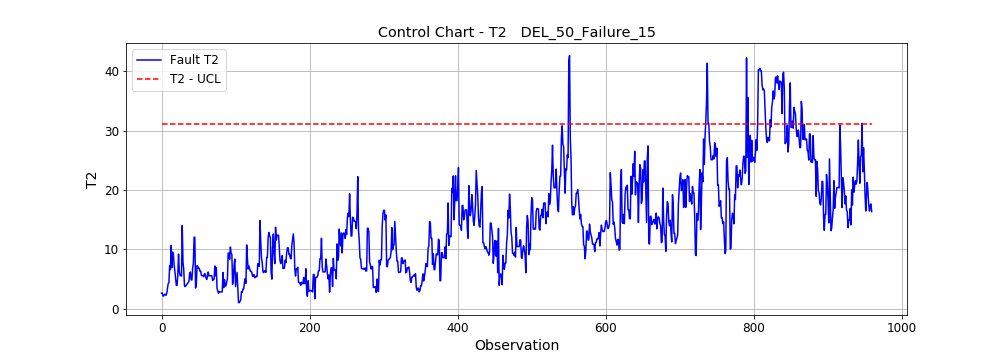 Control Chart - T2   DEL_50_Failure_15
Fault T2
T2 - UCL
T2
40
30
20
10
0
0 200 400 600 800 1000
Observation